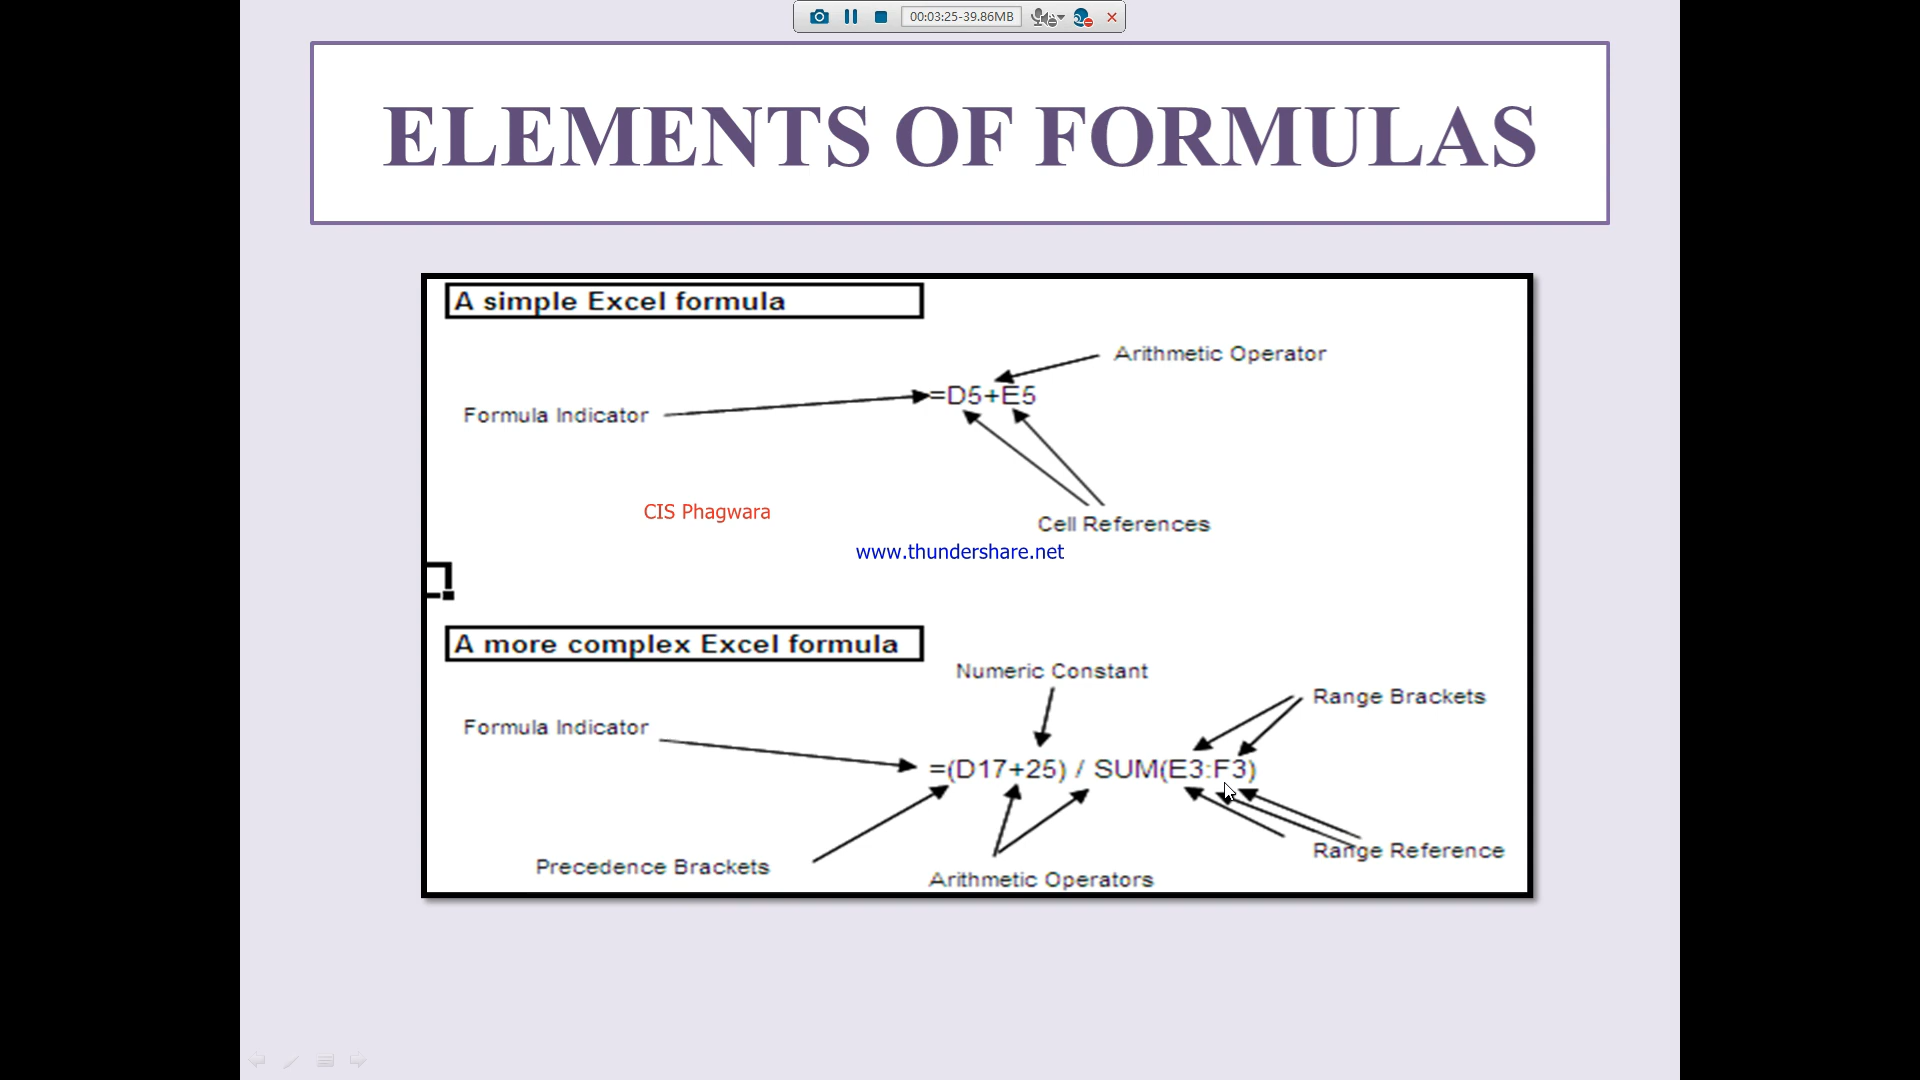 00:03:25-39.86MB
ELEMENTS OF FORMULAS
A simple Excel formula
Arithmetic Operator
=D5+E5
Formula Indicator
CIS Phagwara
Cell References
www.thundershare.net
A more complex Excel formula
Numeric Constant
Range Brackets
Formula Indicator
=(D17+25) / SUM(E3:F3)
Range Reference
Precedence Brackets
Arithmetic Operators